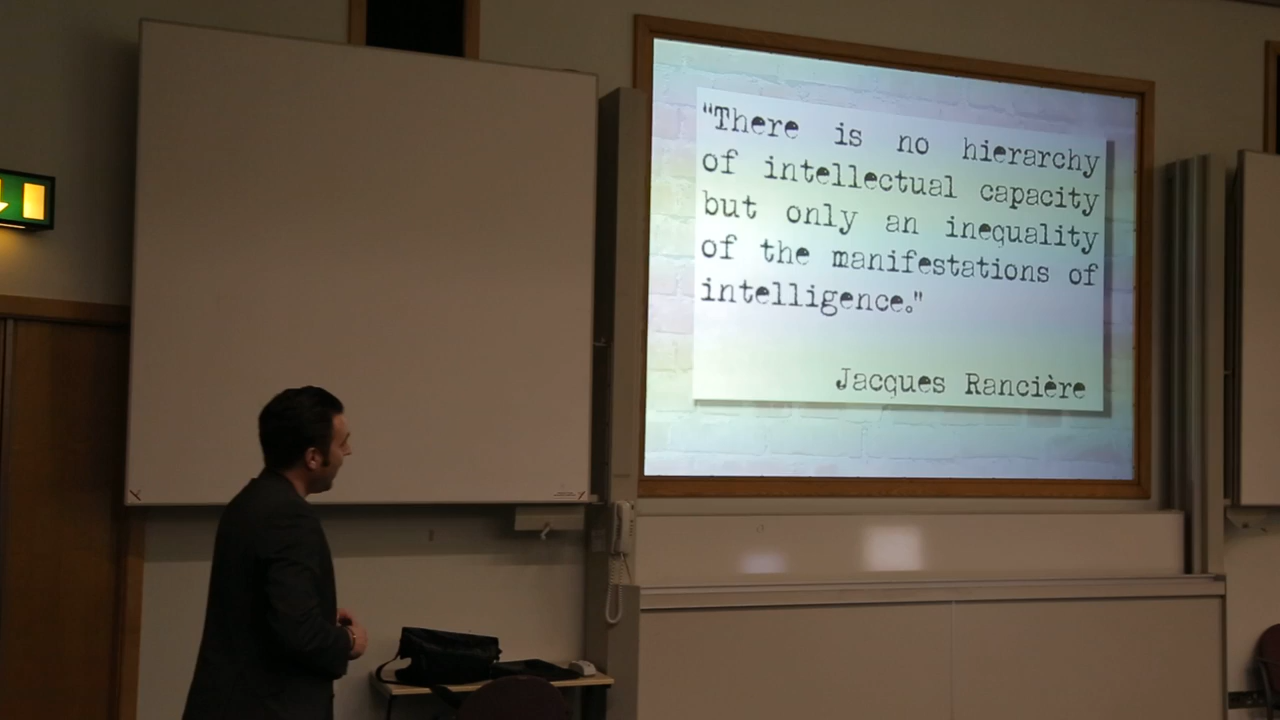 "There is no hierarchy
of intellectual capacity
but only an inequality
of the manifestations of
intelligence."
Jacques Rancière